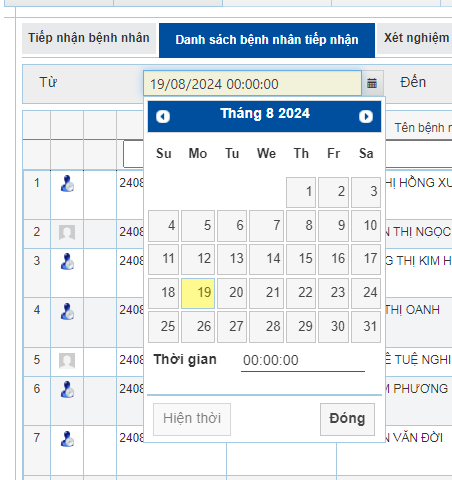 Tiếp nhận bệnh nhân Danh sách bệnh nhân tiếp nhận Xét nghiệm
Từ 19/08/2024 00:00:00 Đến
Tháng 8 2024
Tên bệnh
Su Mo Tu We Th Fr Sa
1 2 3
4 5 6 7 8 9 10
11 12 13 14 15 16 17
18 19 20 21 22 23 24
25 26 27 28 29 30 31
Thời gian 00:00:00
Hiện thời Đóng
1 2408 HỊ HỒNG XU
2 2408 N THỊ NGỌC
3 2408 G THỊ KIM H
4 2408 THỊ OANH
5 2408 Ê TUỆ NGHI
6 2408 M PHƯƠNG
7 2408 N VĂN ĐỜI